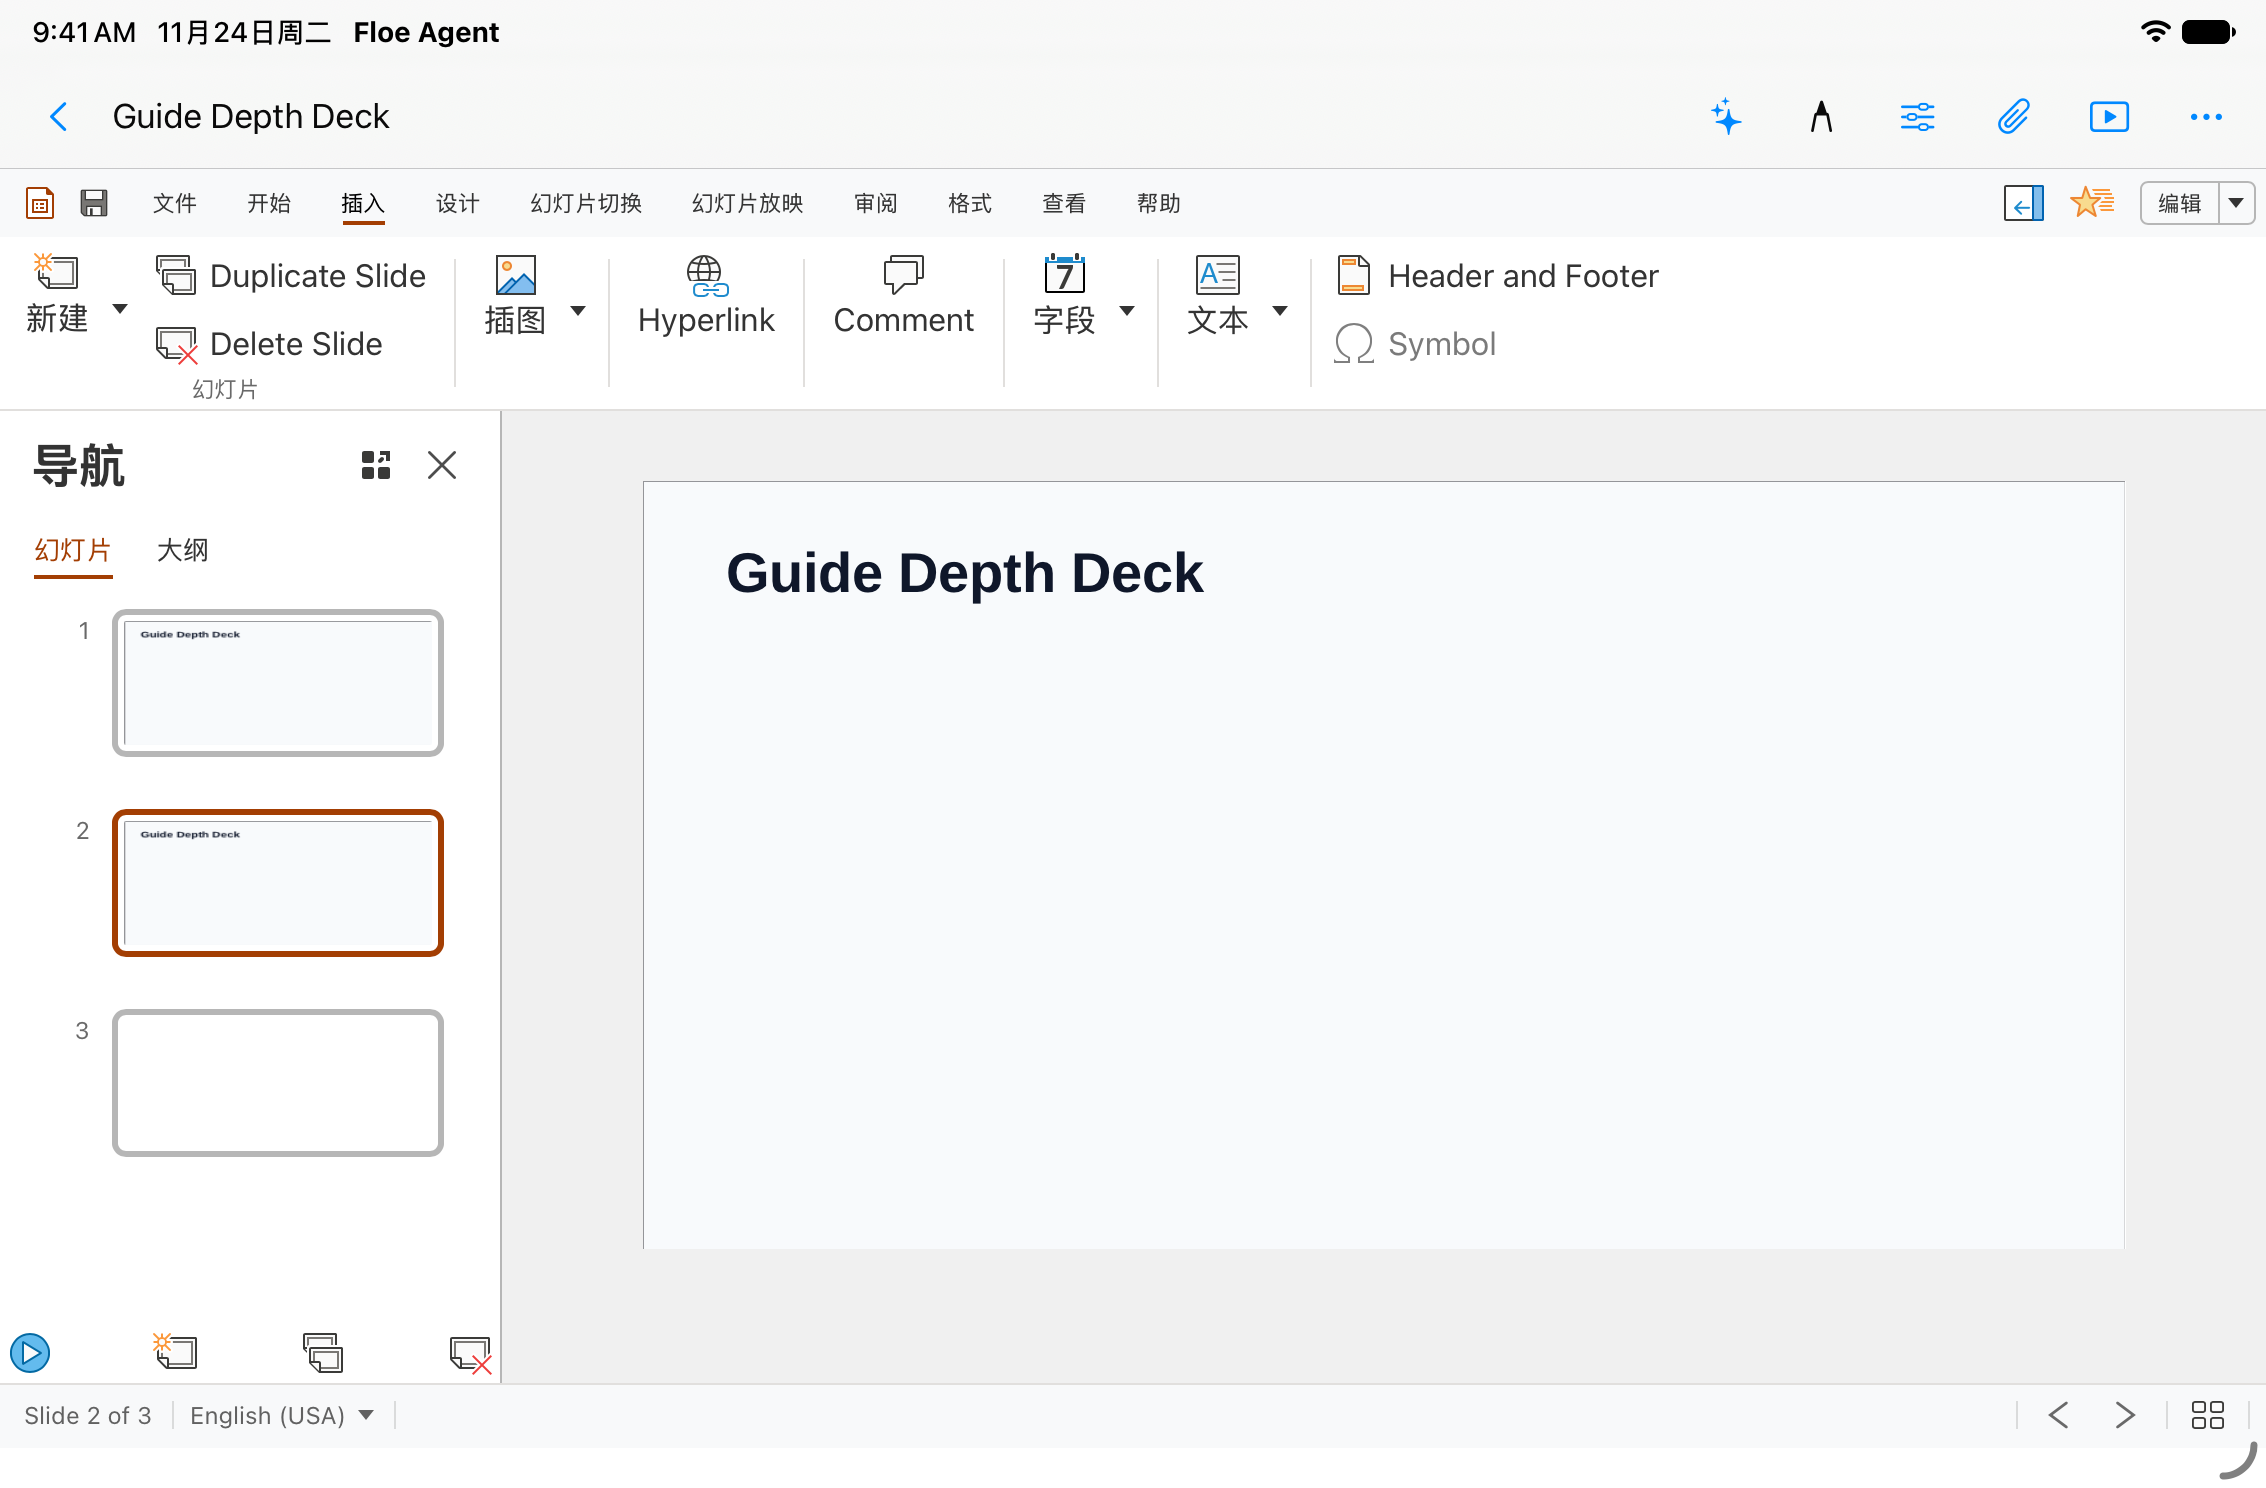 9:41 AM 11月24日周二 Floe Agent
Guide Depth Deck
文件 开始 插入 设计 幻灯片切换 幻灯片放映 审阅 格式 查看 帮助 编辑
新建 Duplicate Slide 插图 Hyperlink Comment 字段 文本 Header and Footer
Delete Slide Symbol
幻灯片
导航
幻灯片 大纲
1 Guide Depth Deck
2 Guide Depth Deck
3
Guide Depth Deck
Slide 2 of 3 English (USA)